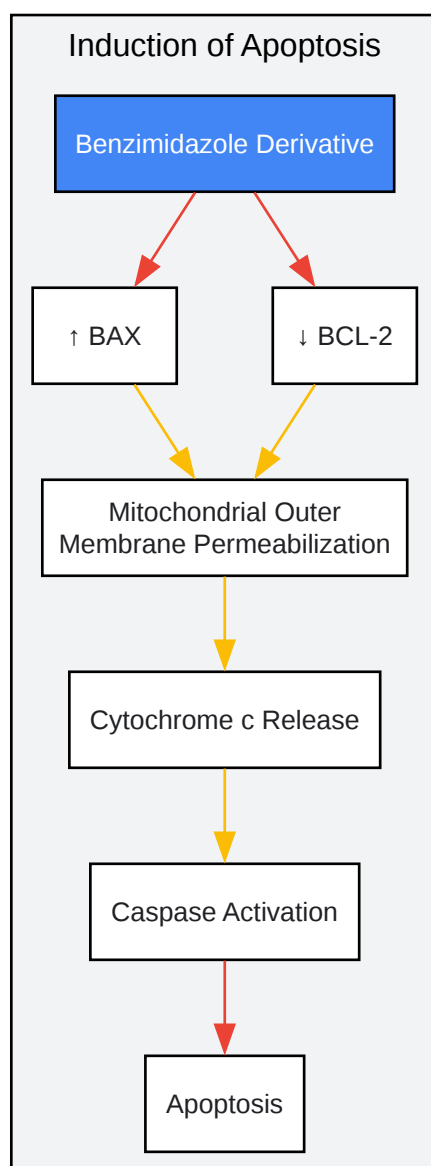 Induction of Apoptosis
Benzimidazole Derivative
↑ BAX
↓ BCL-2
Mitochondrial Outer
Membrane Permeabilization
Cytochrome c Release
Caspase Activation
Apoptosis